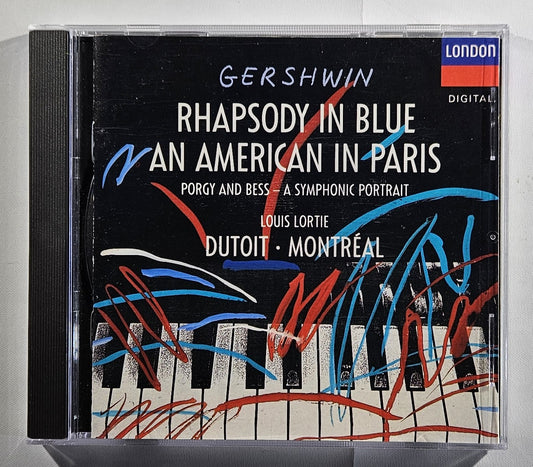 LONDON
DIGITAL
GERSHWIN
RHAPSODY IN BLUE
AN AMERICAN IN PARIS
PORGY AND BESS – A SYMPHONIC PORTRAIT
LOUIS LORTIE
DUTOIT · MONTRÉAL